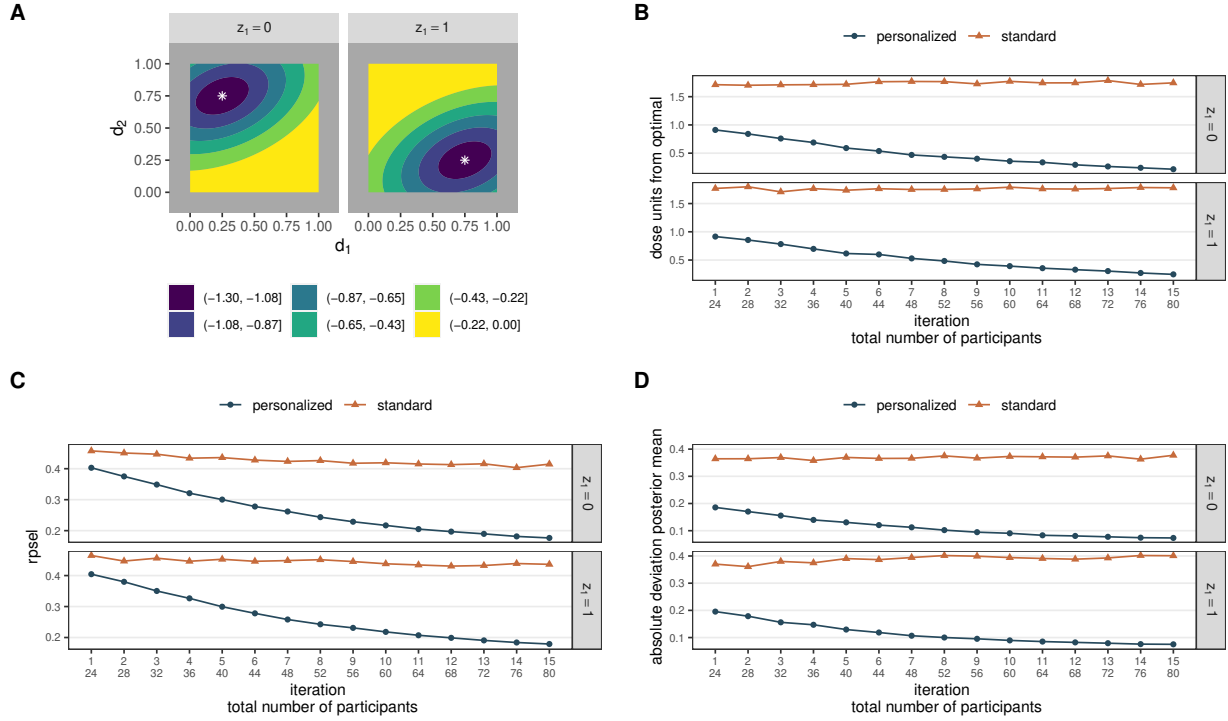 A
z₁ = 0
z₁ = 1
1.00
0.75
0.50
0.25
0.00
d₂
0.00 0.25 0.50 0.75 1.00
0.00 0.25 0.50 0.75 1.00
d₁
(−1.30, −1.08]
(−0.87, −0.65]
(−0.43, −0.22]
(−1.08, −0.87]
(−0.65, −0.43]
(−0.22, 0.00]
B
personalized
standard
dose units from optimal
1.5
1.0
0.5
z₁ = 0
1.5
1.0
0.5
z₁ = 1
1 2 3 4 5 6 7 8 9 10 11 12 13 14 15
24 28 32 36 40 44 48 52 56 60 64 68 72 76 80
iteration
total number of participants
C
personalized
standard
rpsel
0.4
0.3
0.2
z₁ = 0
0.4
0.3
0.2
z₁ = 1
1 2 3 4 5 6 7 8 9 10 11 12 13 14 15
24 28 32 36 40 44 48 52 56 60 64 68 72 76 80
iteration
total number of participants
D
personalized
standard
absolute deviation posterior mean
0.4
0.3
0.2
0.1
z₁ = 0
0.4
0.3
0.2
0.1
z₁ = 1
1 2 3 4 5 6 7 8 9 10 11 12 13 14 15
24 28 32 36 40 44 48 52 56 60 64 68 72 76 80
iteration
total number of participants